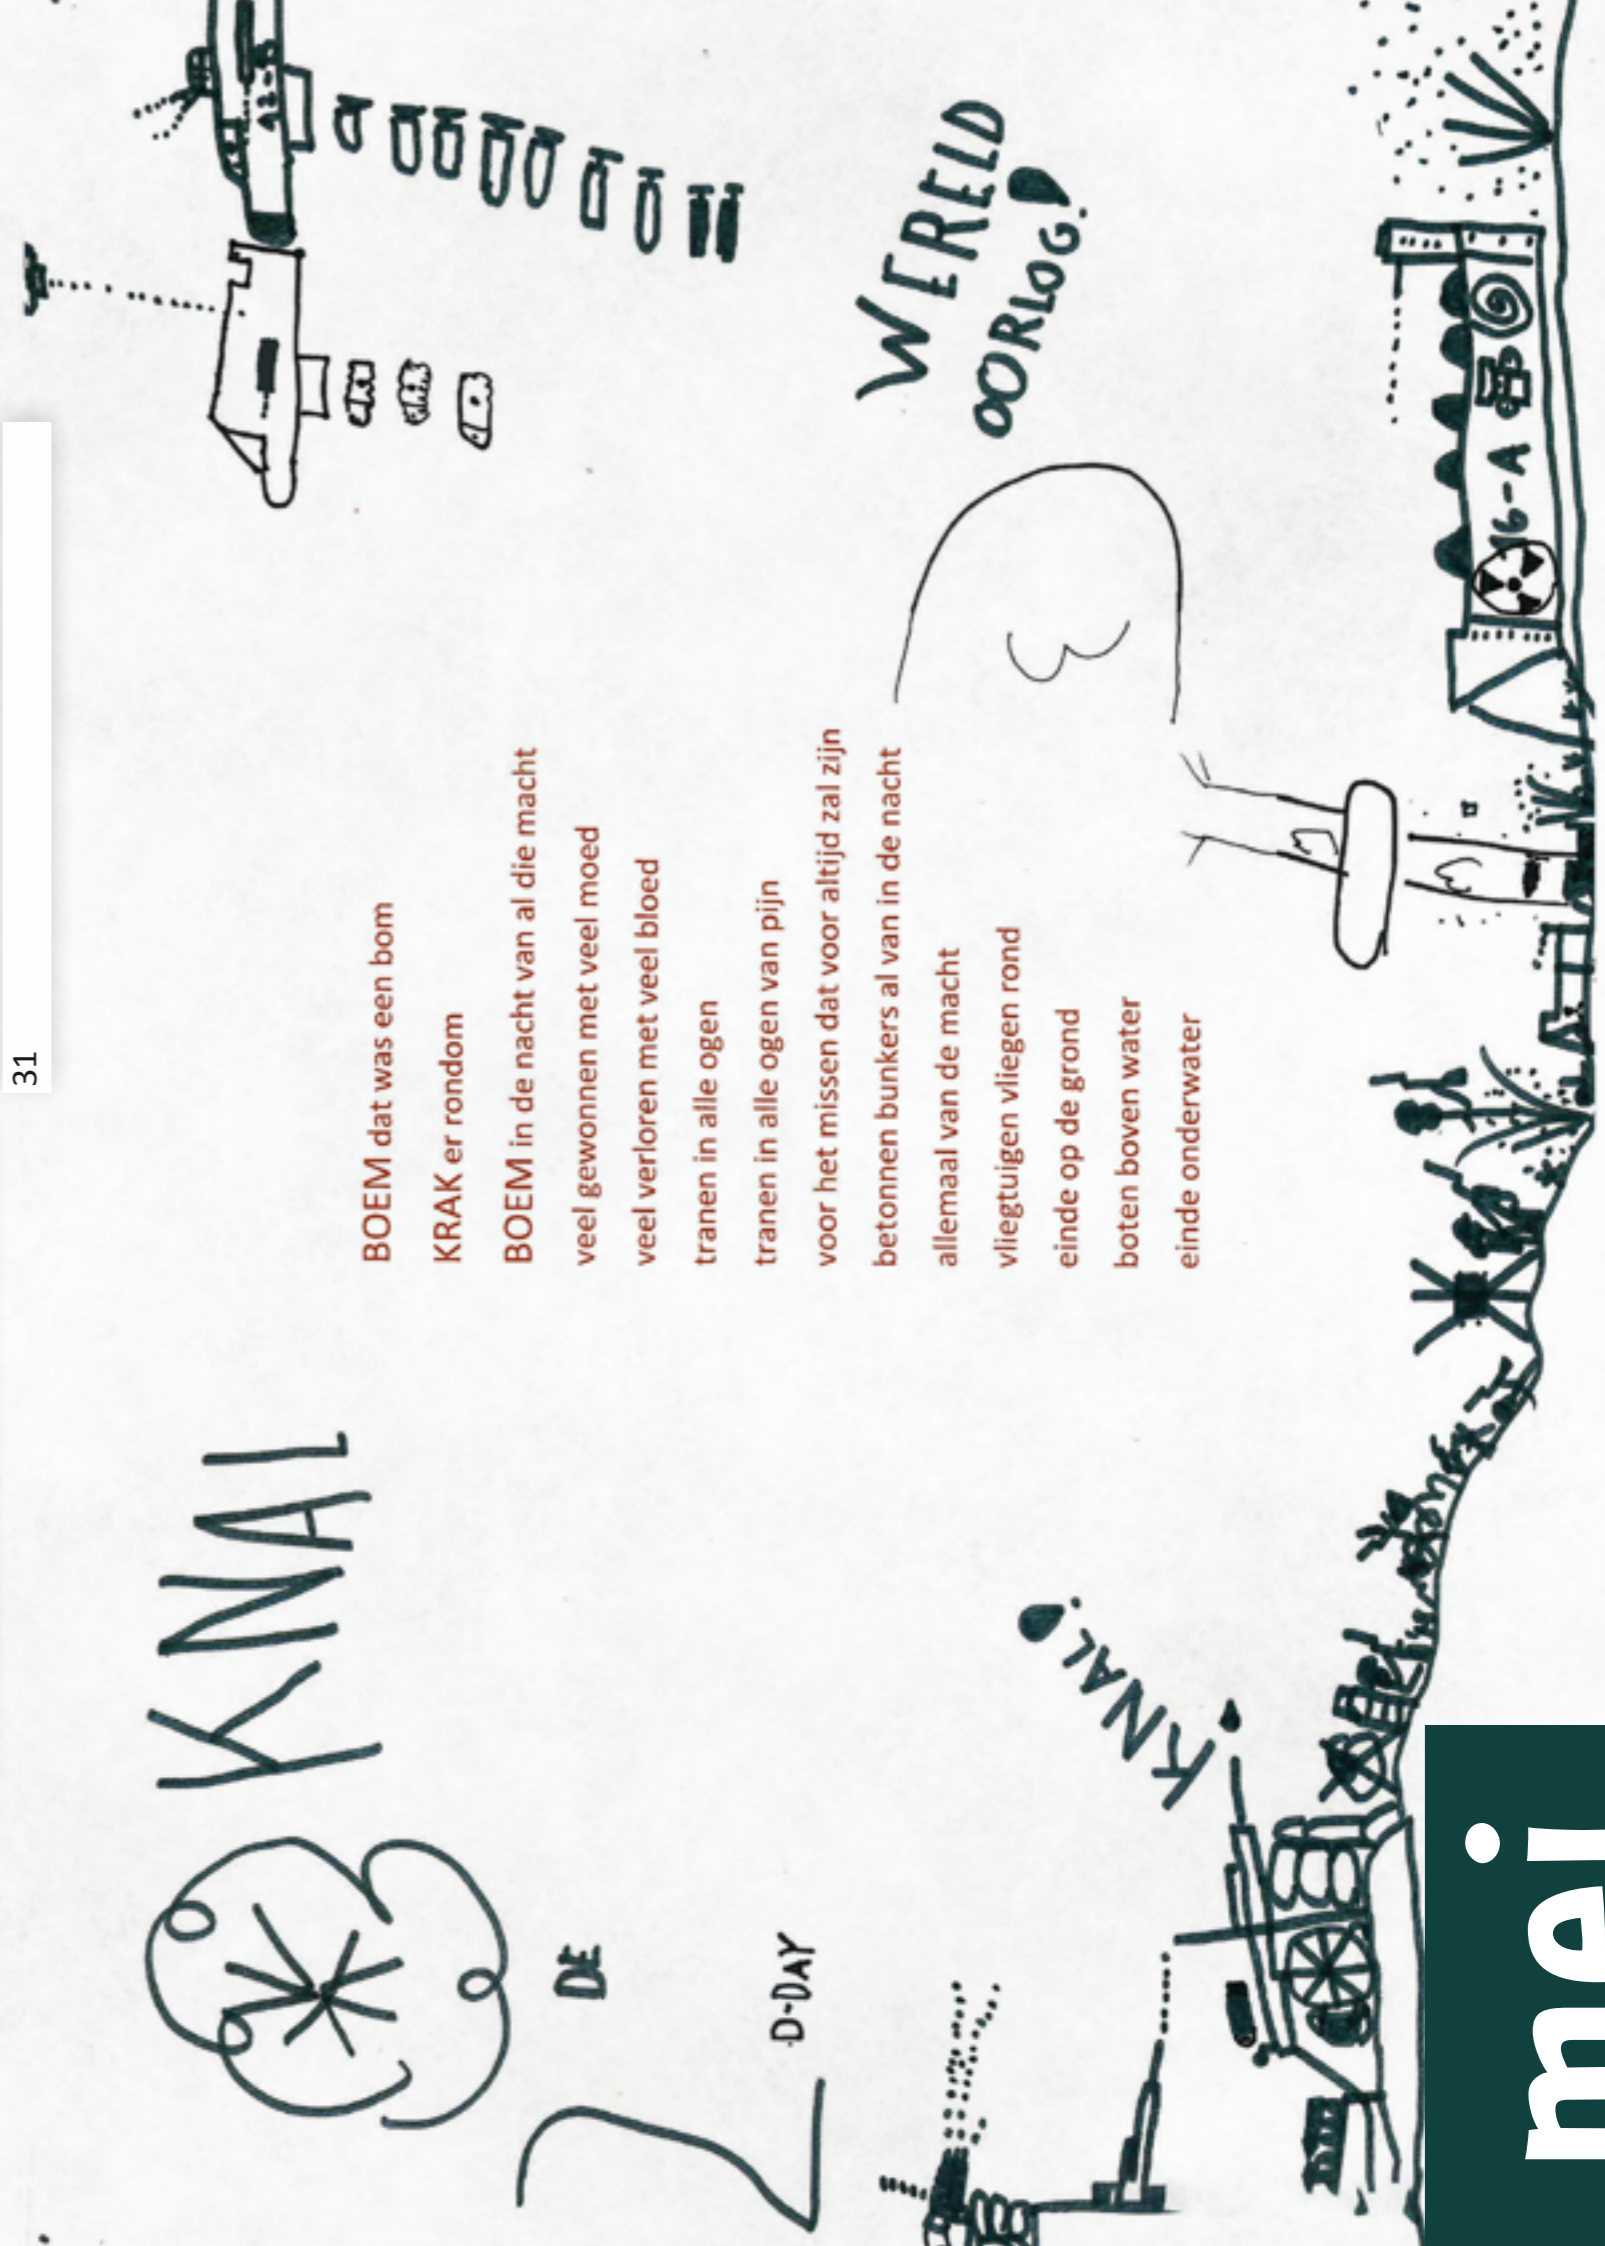 31
KNAL
DE
D-DAY
BOEM dat was een bom
KRAK er rondom
BOEM in de nacht van al die macht
veel gewonnen met veel moed
veel verloren met veel bloed
tranen in alle ogen
tranen in alle ogen van pijn
voor het missen dat voor altijd zal zijn
betonnen bunkers al van in de nacht
allemaal van de macht
vliegtuigen vliegen rond
einde op de grond
boten boven water
einde onderwater
WERELD
OORLOG!
KNAL!
16-A
mei